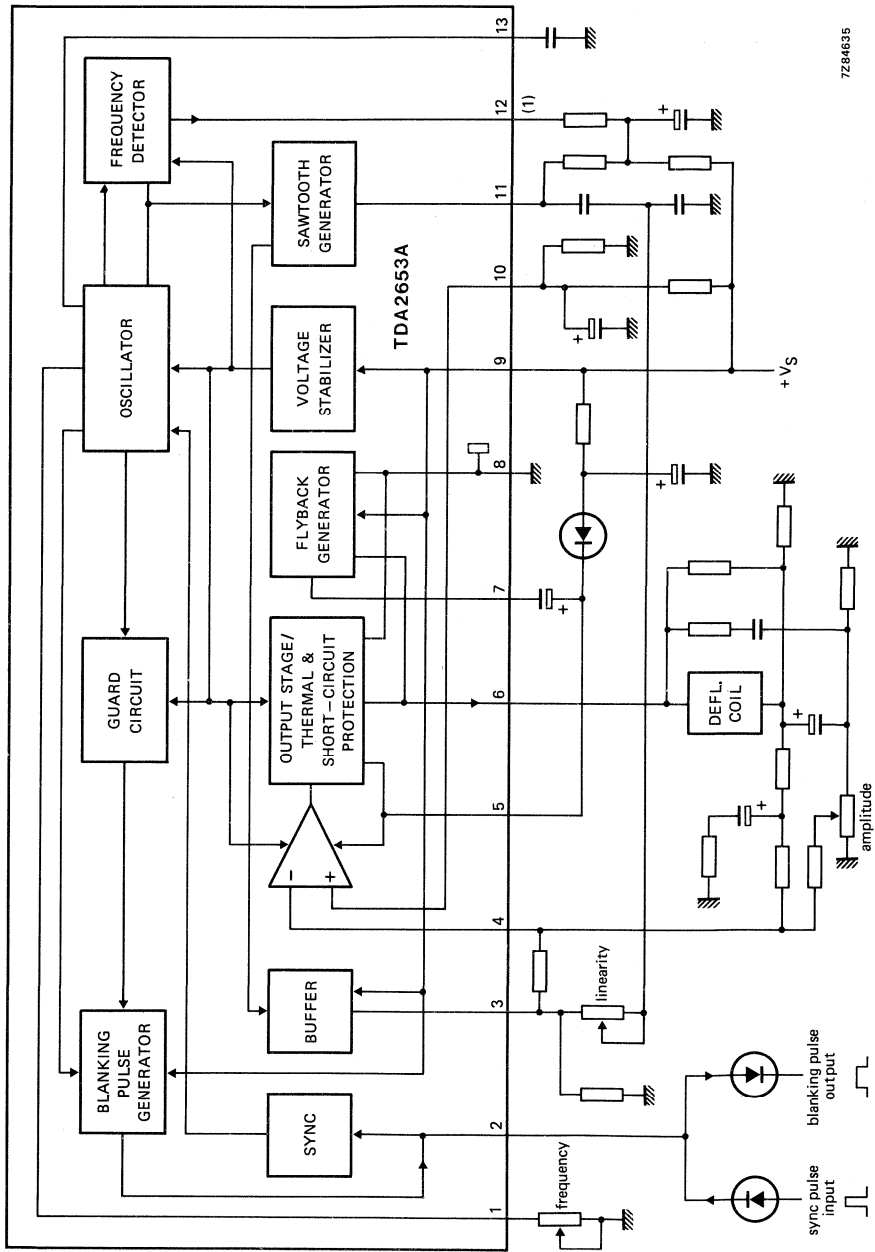 BLANKING
PULSE
GENERATOR
GUARD
CIRCUIT
OSCILLATOR
FREQUENCY
DETECTOR
SYNC
BUFFER
−
+
OUTPUT STAGE/
THERMAL &
SHORT-CIRCUIT
PROTECTION
FLYBACK
GENERATOR
VOLTAGE
STABILIZER
SAWTOOTH
GENERATOR
TDA2653A
1
2
3
4
5
6
7
8
9
10
11
12
13
(1)
frequency
linearity
+
+
+
+
DEFL.
COIL
+
+
amplitude
+VS
sync pulse
input
blanking pulse
output
7Z84635